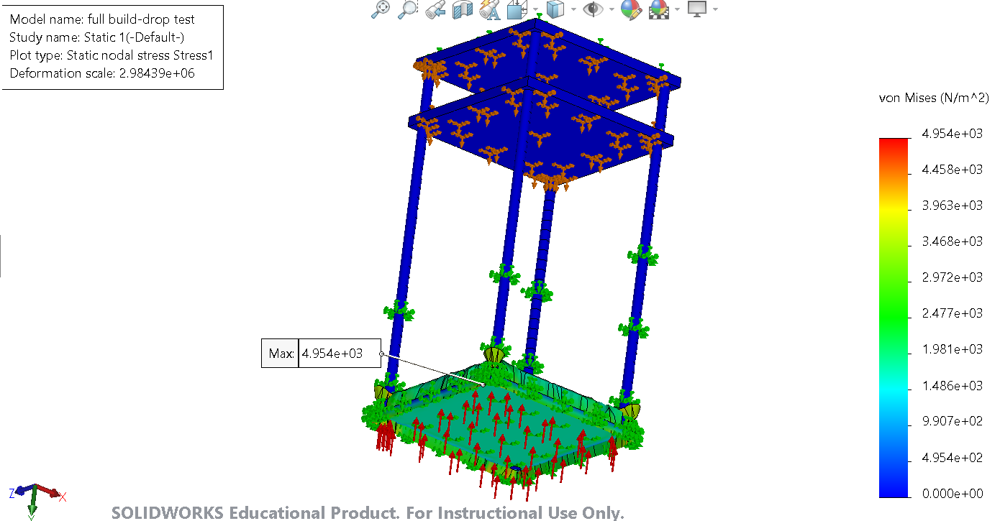 Model name: full build-drop test
Study name: Static 1(-Default-)
Plot type: Static nodal stress Stress1
Deformation scale: 2.98439e+06
von Mises (N/m^2)
4.954e+03
4.458e+03
3.963e+03
3.468e+03
2.972e+03
2.477e+03
1.981e+03
1.486e+03
9.907e+02
4.954e+02
0.000e+00
Max: 4.954e+03
Z
X
SOLIDWORKS Educational Product. For Instructional Use Only.